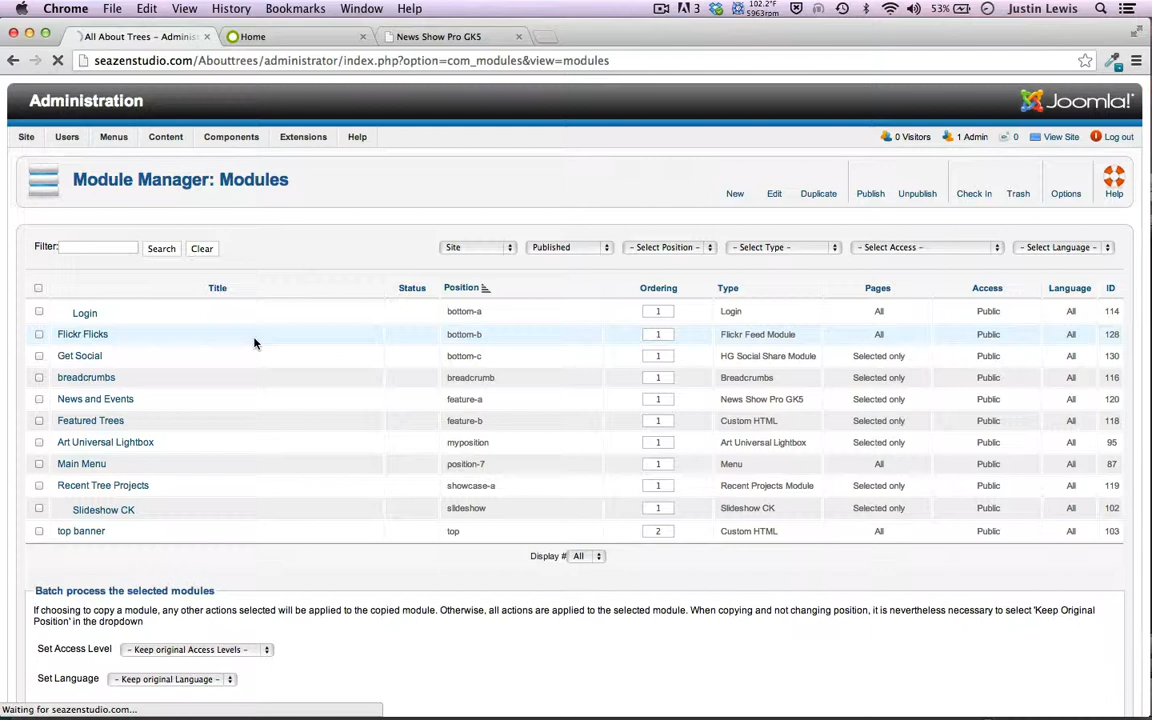 Chrome File Edit View History Bookmarks Window Help 3 102.2°F 5963rpm 53% Justin Lewis
All About Trees – Adminis Home News Show Pro GK5
seazenstudio.com/Abouttrees/administrator/index.php?option=com_modules&view=modules
Administration Joomla!
Site Users Menus Content Components Extensions Help 0 Visitors 1 Admin 0 View Site Log out
Module Manager: Modules
New Edit Duplicate Publish Unpublish Check In Trash Options Help
Filter: Search Clear Site Published - Select Position - - Select Type - - Select Access - - Select Language -
Title Status Position Ordering Type Pages Access Language ID
Login bottom-a 1 Login All Public All 114
Flickr Flicks bottom-b 1 Flickr Feed Module All Public All 128
Get Social bottom-c 1 HG Social Share Module Selected only Public All 130
breadcrumbs breadcrumb 1 Breadcrumbs Selected only Public All 116
News and Events feature-a 1 News Show Pro GK5 Selected only Public All 120
Featured Trees feature-b 1 Custom HTML Selected only Public All 118
Art Universal Lightbox myposition 1 Art Universal Lightbox Selected only Public All 95
Main Menu position-7 1 Menu All Public All 87
Recent Tree Projects showcase-a 1 Recent Projects Module Selected only Public All 119
Slideshow CK slideshow 1 Slideshow CK Selected only Public All 102
top banner top 2 Custom HTML All Public All 103
Display # All
Batch process the selected modules
If choosing to copy a module, any other actions selected will be applied to the copied module. Otherwise, all actions are applied to the selected module. When copying and not changing position, it is nevertheless necessary to select 'Keep Original
Position' in the dropdown
Set Access Level - Keep original Access Levels -
Set Language - Keep original Language -
Waiting for seazenstudio.com...